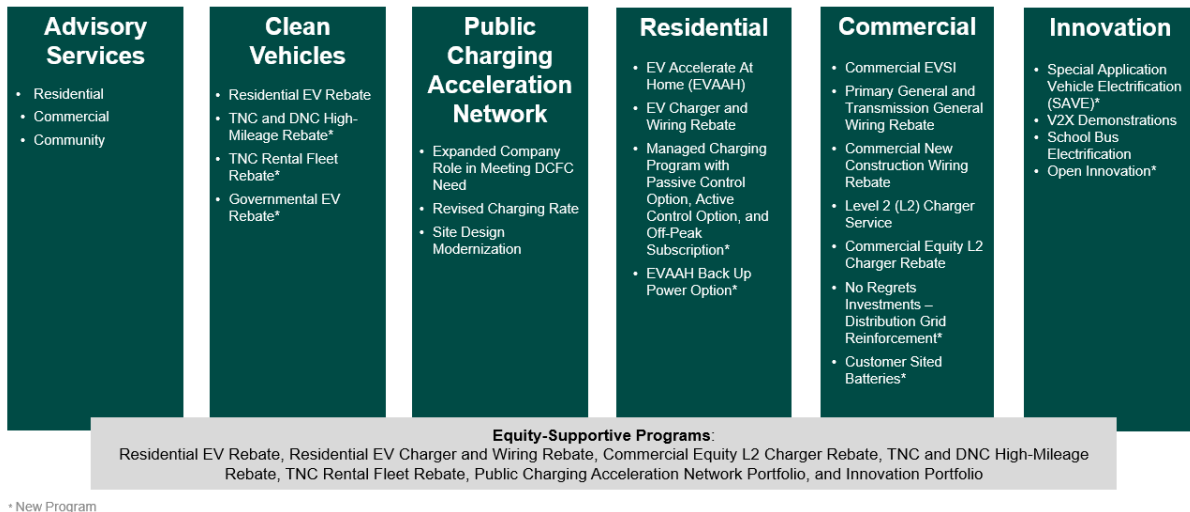 Advisory
Services
• Residential
• Commercial
• Community
Clean
Vehicles
• Residential EV Rebate
• TNC and DNC High-
Mileage Rebate*
• TNC Rental Fleet
Rebate*
• Governmental EV
Rebate*
Public
Charging
Acceleration
Network
• Expanded Company
Role in Meeting DCFC
Need
• Revised Charging Rate
• Site Design
Modernization
Residential
• EV Accelerate At
Home (EVAAH)
• EV Charger and
Wiring Rebate
• Managed Charging
Program with
Passive Control
Option, Active
Control Option, and
Off-Peak
Subscription*
• EVAAH Back Up
Power Option*
Commercial
• Commercial EVSI
• Primary General and
Transmission General
Wiring Rebate
• Commercial New
Construction Wiring
Rebate
• Level 2 (L2) Charger
Service
• Commercial Equity L2
Charger Rebate
• No Regrets
Investments –
Distribution Grid
Reinforcement*
• Customer Sited
Batteries*
Innovation
• Special Application
Vehicle Electrification
(SAVE)*
• V2X Demonstrations
• School Bus
Electrification
• Open Innovation*
Equity-Supportive Programs:
Residential EV Rebate, Residential EV Charger and Wiring Rebate, Commercial Equity L2 Charger Rebate, TNC and DNC High-Mileage
Rebate, TNC Rental Fleet Rebate, Public Charging Acceleration Network Portfolio, and Innovation Portfolio
* New Program